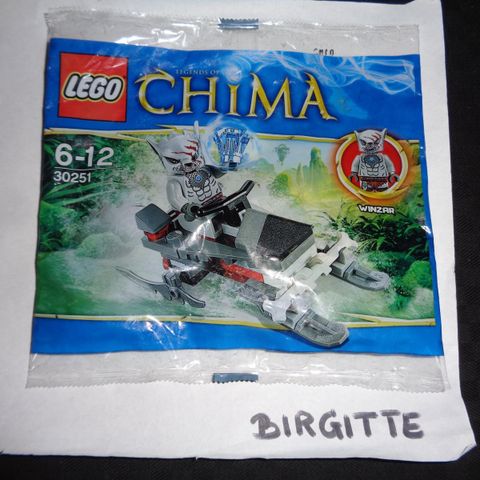 LEGO
LEGENDS OF
CHIMA
6-12
30251
WINZAR
BIRGITTE